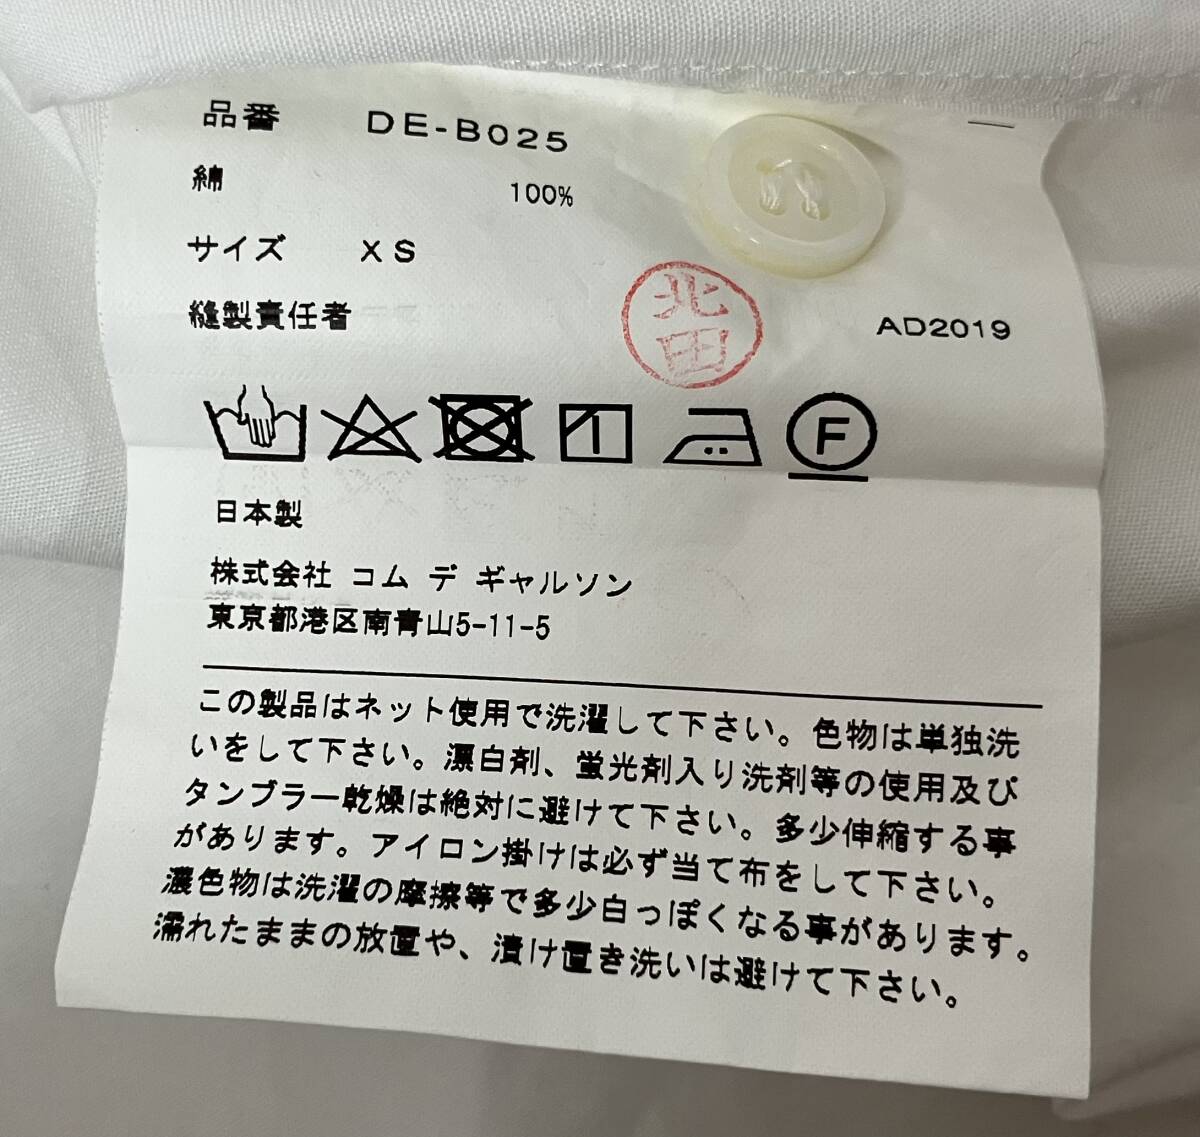 品番 DE-B025
綿 100%
サイズ XS
縫製責任者 北田 AD2019
F
日本製
株式会社 コム デ ギャルソン
東京都港区南青山5-11-5
この製品はネット使用で洗濯して下さい。色物は単独洗
いをして下さい。漂白剤、蛍光剤入り洗剤等の使用及び
タンブラー乾燥は絶対に避けて下さい。多少伸縮する事
があります。アイロン掛けは必ず当て布をして下さい。
濃色物は洗濯の摩擦等で多少白っぽくなる事があります。
濡れたままの放置や、漬け置き洗いは避けて下さい。